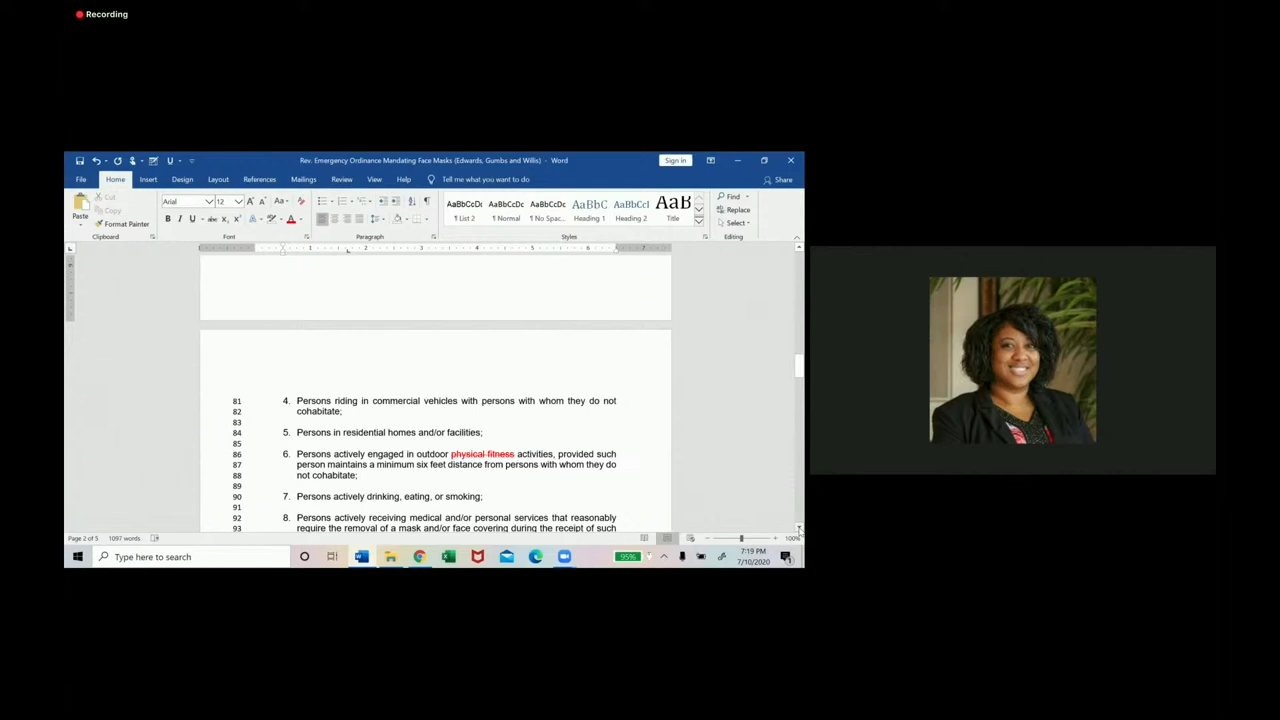 Recording
Rev. Emergency Ordinance Mandating Face Masks (Edwards, Gumbs and Willis) - Word
Sign in
File Home Insert Design Layout References Mailings Review View Help Tell me what you want to do Share
Paste
Cut
Copy
Format Painter
Clipboard
Arial 12
Font
Paragraph
AaBbCcDc AaBbCcDc AaBbCcDc AaBbC AaBbCcI AaB
¶ List 2 ¶ Normal ¶ No Spac... Heading 1 Heading 2 Title
Styles
Find
Replace
Select
Editing
81 4. Persons riding in commercial vehicles with persons with whom they do not
82 cohabitate;
83
84 5. Persons in residential homes and/or facilities;
85
86 6. Persons actively engaged in outdoor physical fitness activities, provided such
87 person maintains a minimum six feet distance from persons with whom they do
88 not cohabitate;
89
90 7. Persons actively drinking, eating, or smoking;
91
92 8. Persons actively receiving medical and/or personal services that reasonably
93 require the removal of a mask and/or face covering during the receipt of such
Page 2 of 5 1097 words 100%
Type here to search
95%
7:19 PM
7/10/2020